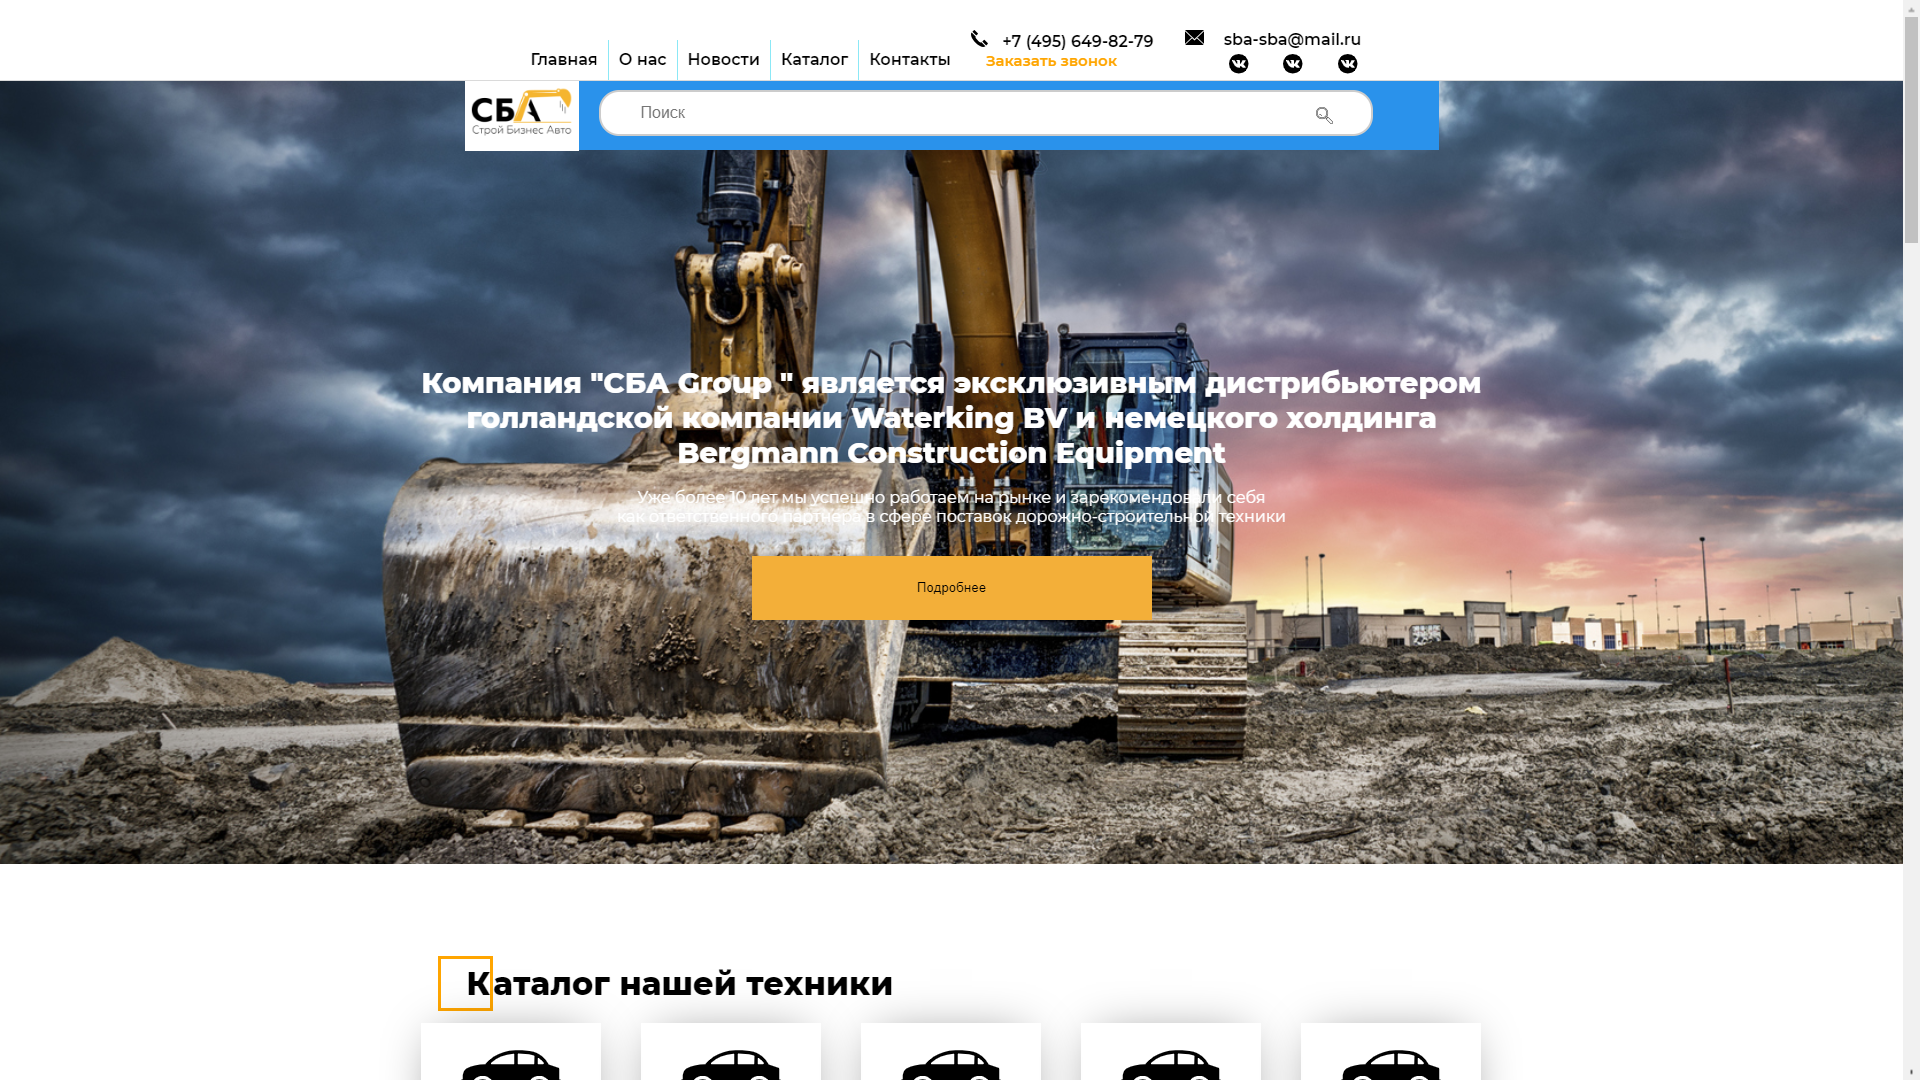 Главная
О нас
Новости
Каталог
Контакты
+7 (495) 649-82-79
Заказать звонок
sba-sba@mail.ru
СБА
Строй Бизнес Авто
Поиск
Компания "СБА Group " является эксклюзивным дистрибьютером
голландской компании Waterking BV и немецкого холдинга
Bergmann Construction Equipment
Уже более 10 лет мы успешно работаем на рынке и зарекомендовали себя
как ответственного партнера в сфере поставок дорожно-строительной техники
Подробнее
Каталог нашей техники